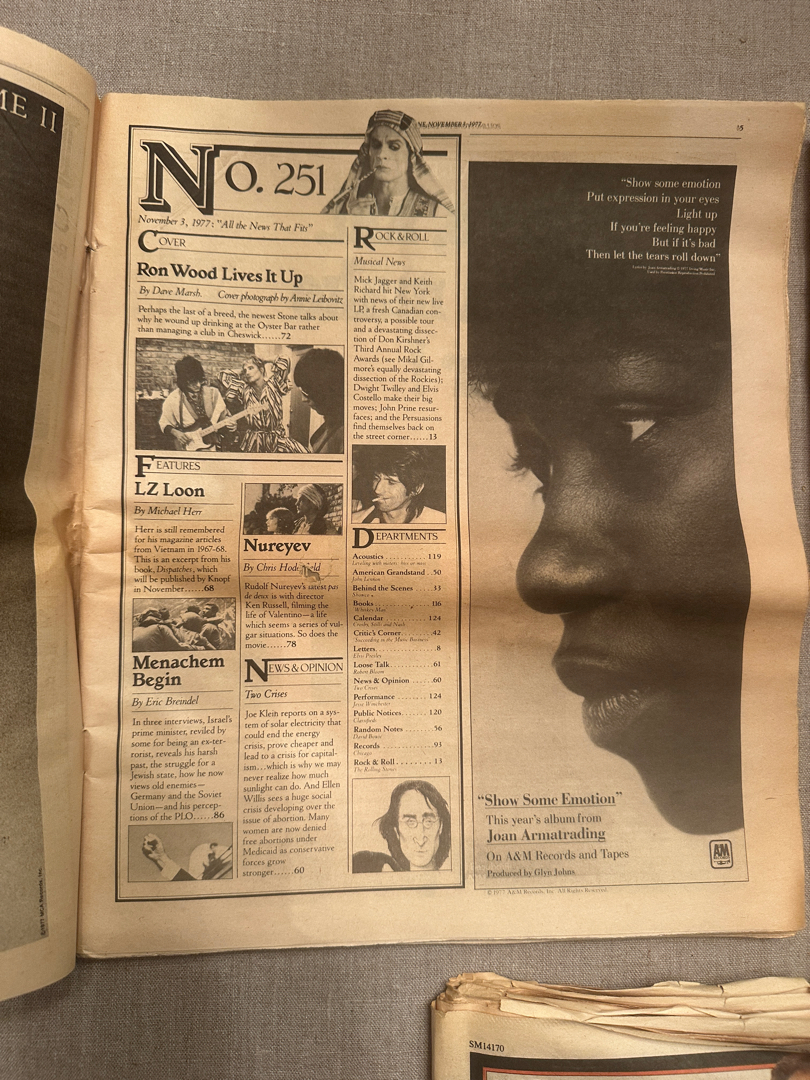 ME II
ROLLING STONE, NOVEMBER 3, 1977
15
No. 251
November 3, 1977: "All the News That Fits"
COVER
Ron Wood Lives It Up
By Dave Marsh. Cover photograph by Annie Leibovitz
Perhaps the last of a breed, the newest Stone talks about
why he wound up drinking at the Oyster Bar rather
than managing a club in Cheswick......72
FEATURES
LZ Loon
By Michael Herr
Herr is still remembered
for his magazine articles
from Vietnam in 1967-68.
This is an excerpt from his
book, Dispatches, which
will be published by Knopf
in November......68
Menachem
Begin
By Eric Breindel
In three interviews, Israel's
prime minister, reviled by
some for being an ex-ter-
rorist, reveals his harsh
past, the struggle for a
Jewish state, how he now
views old enemies—
Germany and the Soviet
Union—and his percep-
tions of the PLO......86
Nureyev
By Chris Hodenfield
Rudolf Nureyev's latest pas
de deux is with director
Ken Russell, filming the
life of Valentino—a life
which seems a series of vul-
gar situations. So does the
movie......78
NEWS & OPINION
Two Crises
Joe Klein reports on a sys-
tem of solar electricity that
could end the energy
crisis, prove cheaper and
lead to a crisis for capital-
ism...which is why we may
never realize how much
sunlight can do. And Ellen
Willis sees a huge social
crisis developing over the
issue of abortion. Many
women are now denied
free abortions under
Medicaid as conservative
forces grow
stronger......60
ROCK & ROLL
Musical News
Mick Jagger and Keith
Richard hit New York
with news of their new live
LP, a fresh Canadian con-
troversy, a possible tour
and a devastating dissec-
tion of Don Kirshner's
Third Annual Rock
Awards (see Mikal Gil-
more's equally devastating
dissection of the Rockies);
Dwight Twilley and Elvis
Costello make their big
moves; John Prine resur-
faces; and the Persuasions
find themselves back on
the street corner......13
DEPARTMENTS
Acoustics..........119
American Grandstand..50
John Lennon
Behind the Scenes....33
Books..........116
Calendar..........124
Crosby, Stills and Nash
Critic's Corner.......42
"Succeeding in the Music Business"
Letters..........8
Elvis Presley
Loose Talk..........61
Robert Bloom
News & Opinion.....60
Two Crises
Performance.......124
Jesse Winchester
Public Notices......120
Classifieds
Random Notes......56
David Bowie
Records..........93
Chicago
Rock & Roll........13
The Rolling Stones
"Show some emotion
Put expression in your eyes
Light up
If you're feeling happy
But if it's bad
Then let the tears roll down"
"Show Some Emotion"
This year's album from
Joan Armatrading
On A&M Records and Tapes
Produced by Glyn Johns
A&M
© 1977 A&M Records, Inc. All Rights Reserved.
©1977 MCA Records, Inc.
SM14170